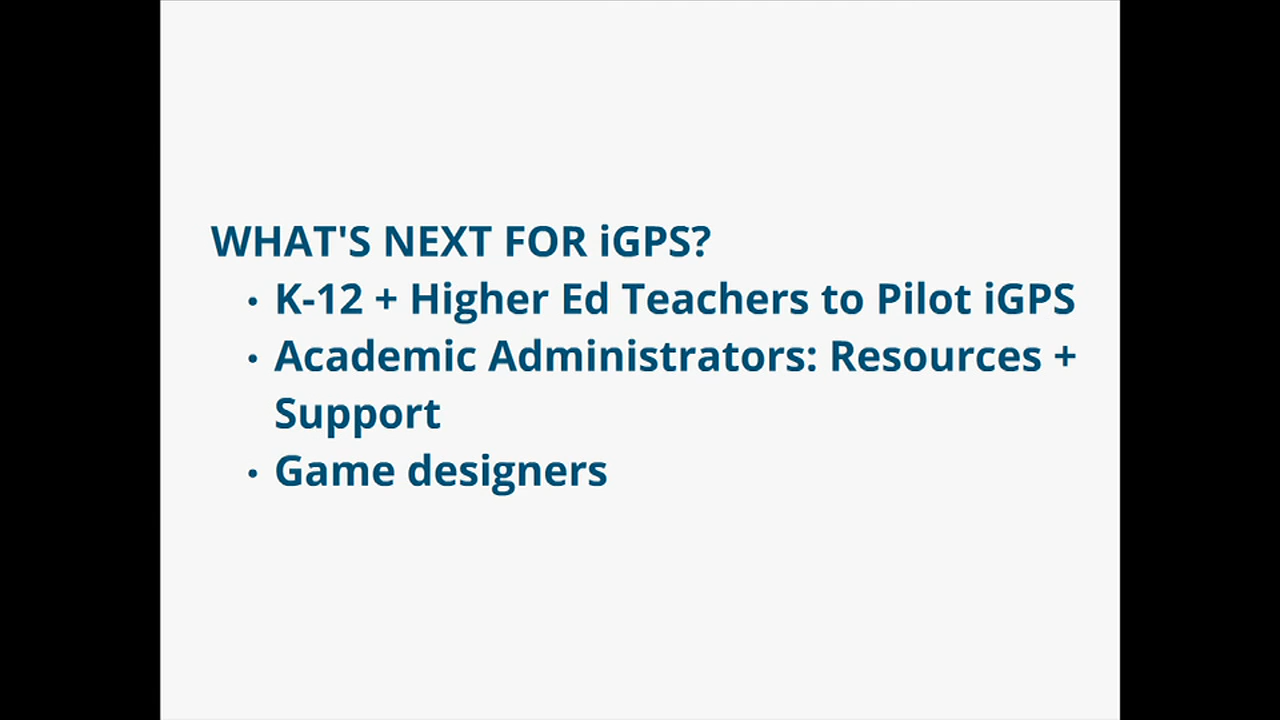 WHAT'S NEXT FOR iGPS?
• K-12 + Higher Ed Teachers to Pilot iGPS
• Academic Administrators: Resources +
Support
• Game designers